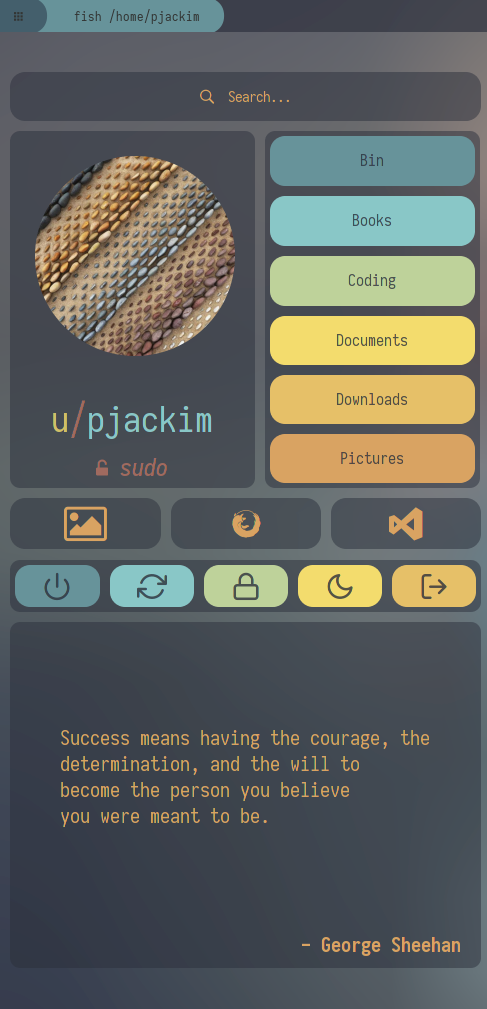 fish /home/pjackim
Search...
Bin
Books
Coding
Documents
Downloads
Pictures
u/pjackim
sudo
Success means having the courage, the
determination, and the will to
become the person you believe
you were meant to be.
– George Sheehan